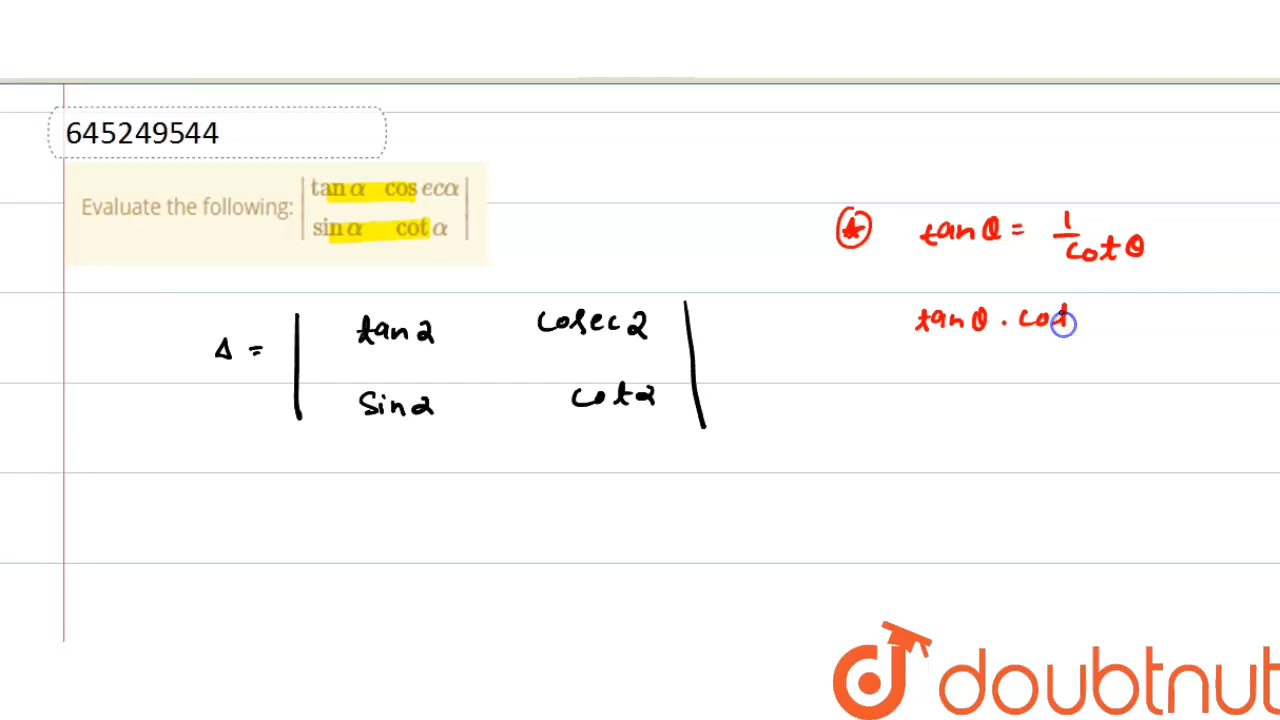 645249544
Evaluate the following: | tan α cos ecα |
| sin α cot α |
⊛ tan θ = 1/cot θ
tan θ . cot
Δ = | tan α cosec α |
| sin α cot α |
doubtnut